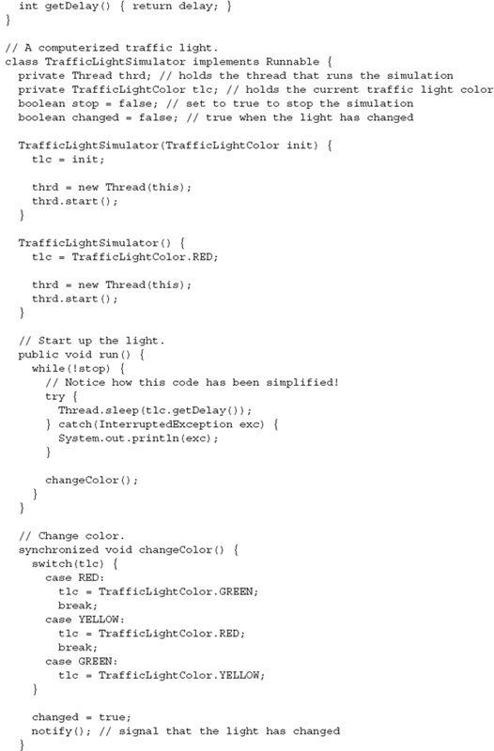 int getDelay() { return delay; }
}

// A computerized traffic light.
class TrafficLightSimulator implements Runnable {
  private Thread thrd; // holds the thread that runs the simulation
  private TrafficLightColor tlc; // holds the current traffic light color
  boolean stop = false; // set to true to stop the simulation
  boolean changed = false; // true when the light has changed

  TrafficLightSimulator(TrafficLightColor init) {
    tlc = init;

    thrd = new Thread(this);
    thrd.start();
  }

  TrafficLightSimulator() {
    tlc = TrafficLightColor.RED;

    thrd = new Thread(this);
    thrd.start();
  }

  // Start up the light.
  public void run() {
    while(!stop) {
      // Notice how this code has been simplified!
      try {
        Thread.sleep(tlc.getDelay());
      } catch(InterruptedException exc) {
        System.out.println(exc);
      }

      changeColor();
    }
  }

  // Change color.
  synchronized void changeColor() {
    switch(tlc) {
      case RED:
        tlc = TrafficLightColor.GREEN;
        break;
      case YELLOW:
        tlc = TrafficLightColor.RED;
        break;
      case GREEN:
        tlc = TrafficLightColor.YELLOW;
    }

    changed = true;
    notify(); // signal that the light has changed
  }